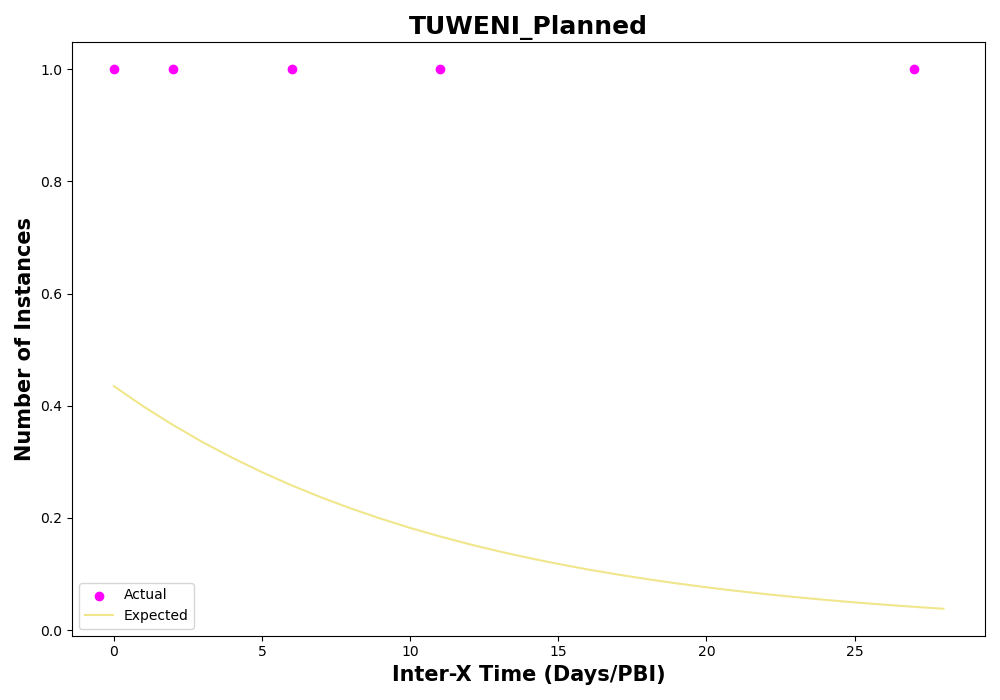 TUWENI_Planned
Number of Instances
1.0
0.8
0.6
0.4
0.2
0.0
Actual
Expected
0 5 10 15 20 25
Inter-X Time (Days/PBI)